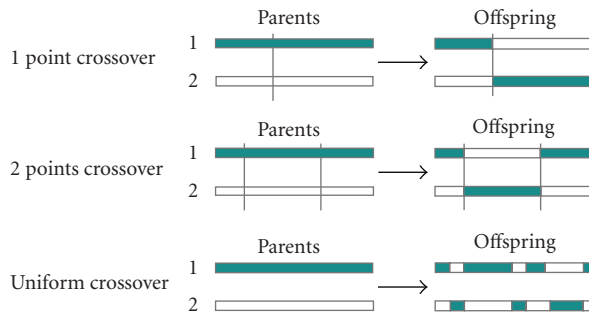 Parents Offspring
1 point crossover
1
2
Parents Offspring
2 points crossover
1
2
Parents Offspring
Uniform crossover
1
2